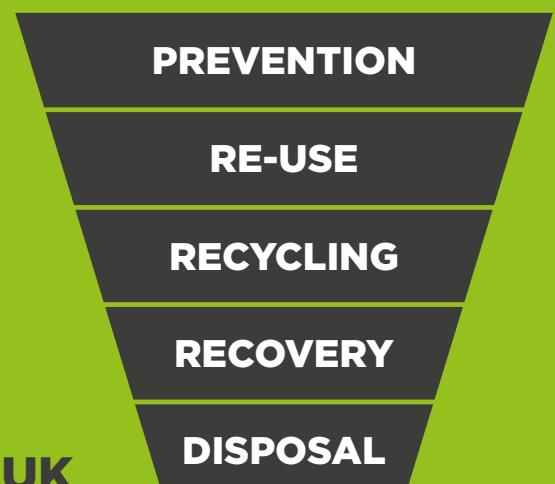 PREVENTION
RE-USE
RECYCLING
RECOVERY
DISPOSAL
UK